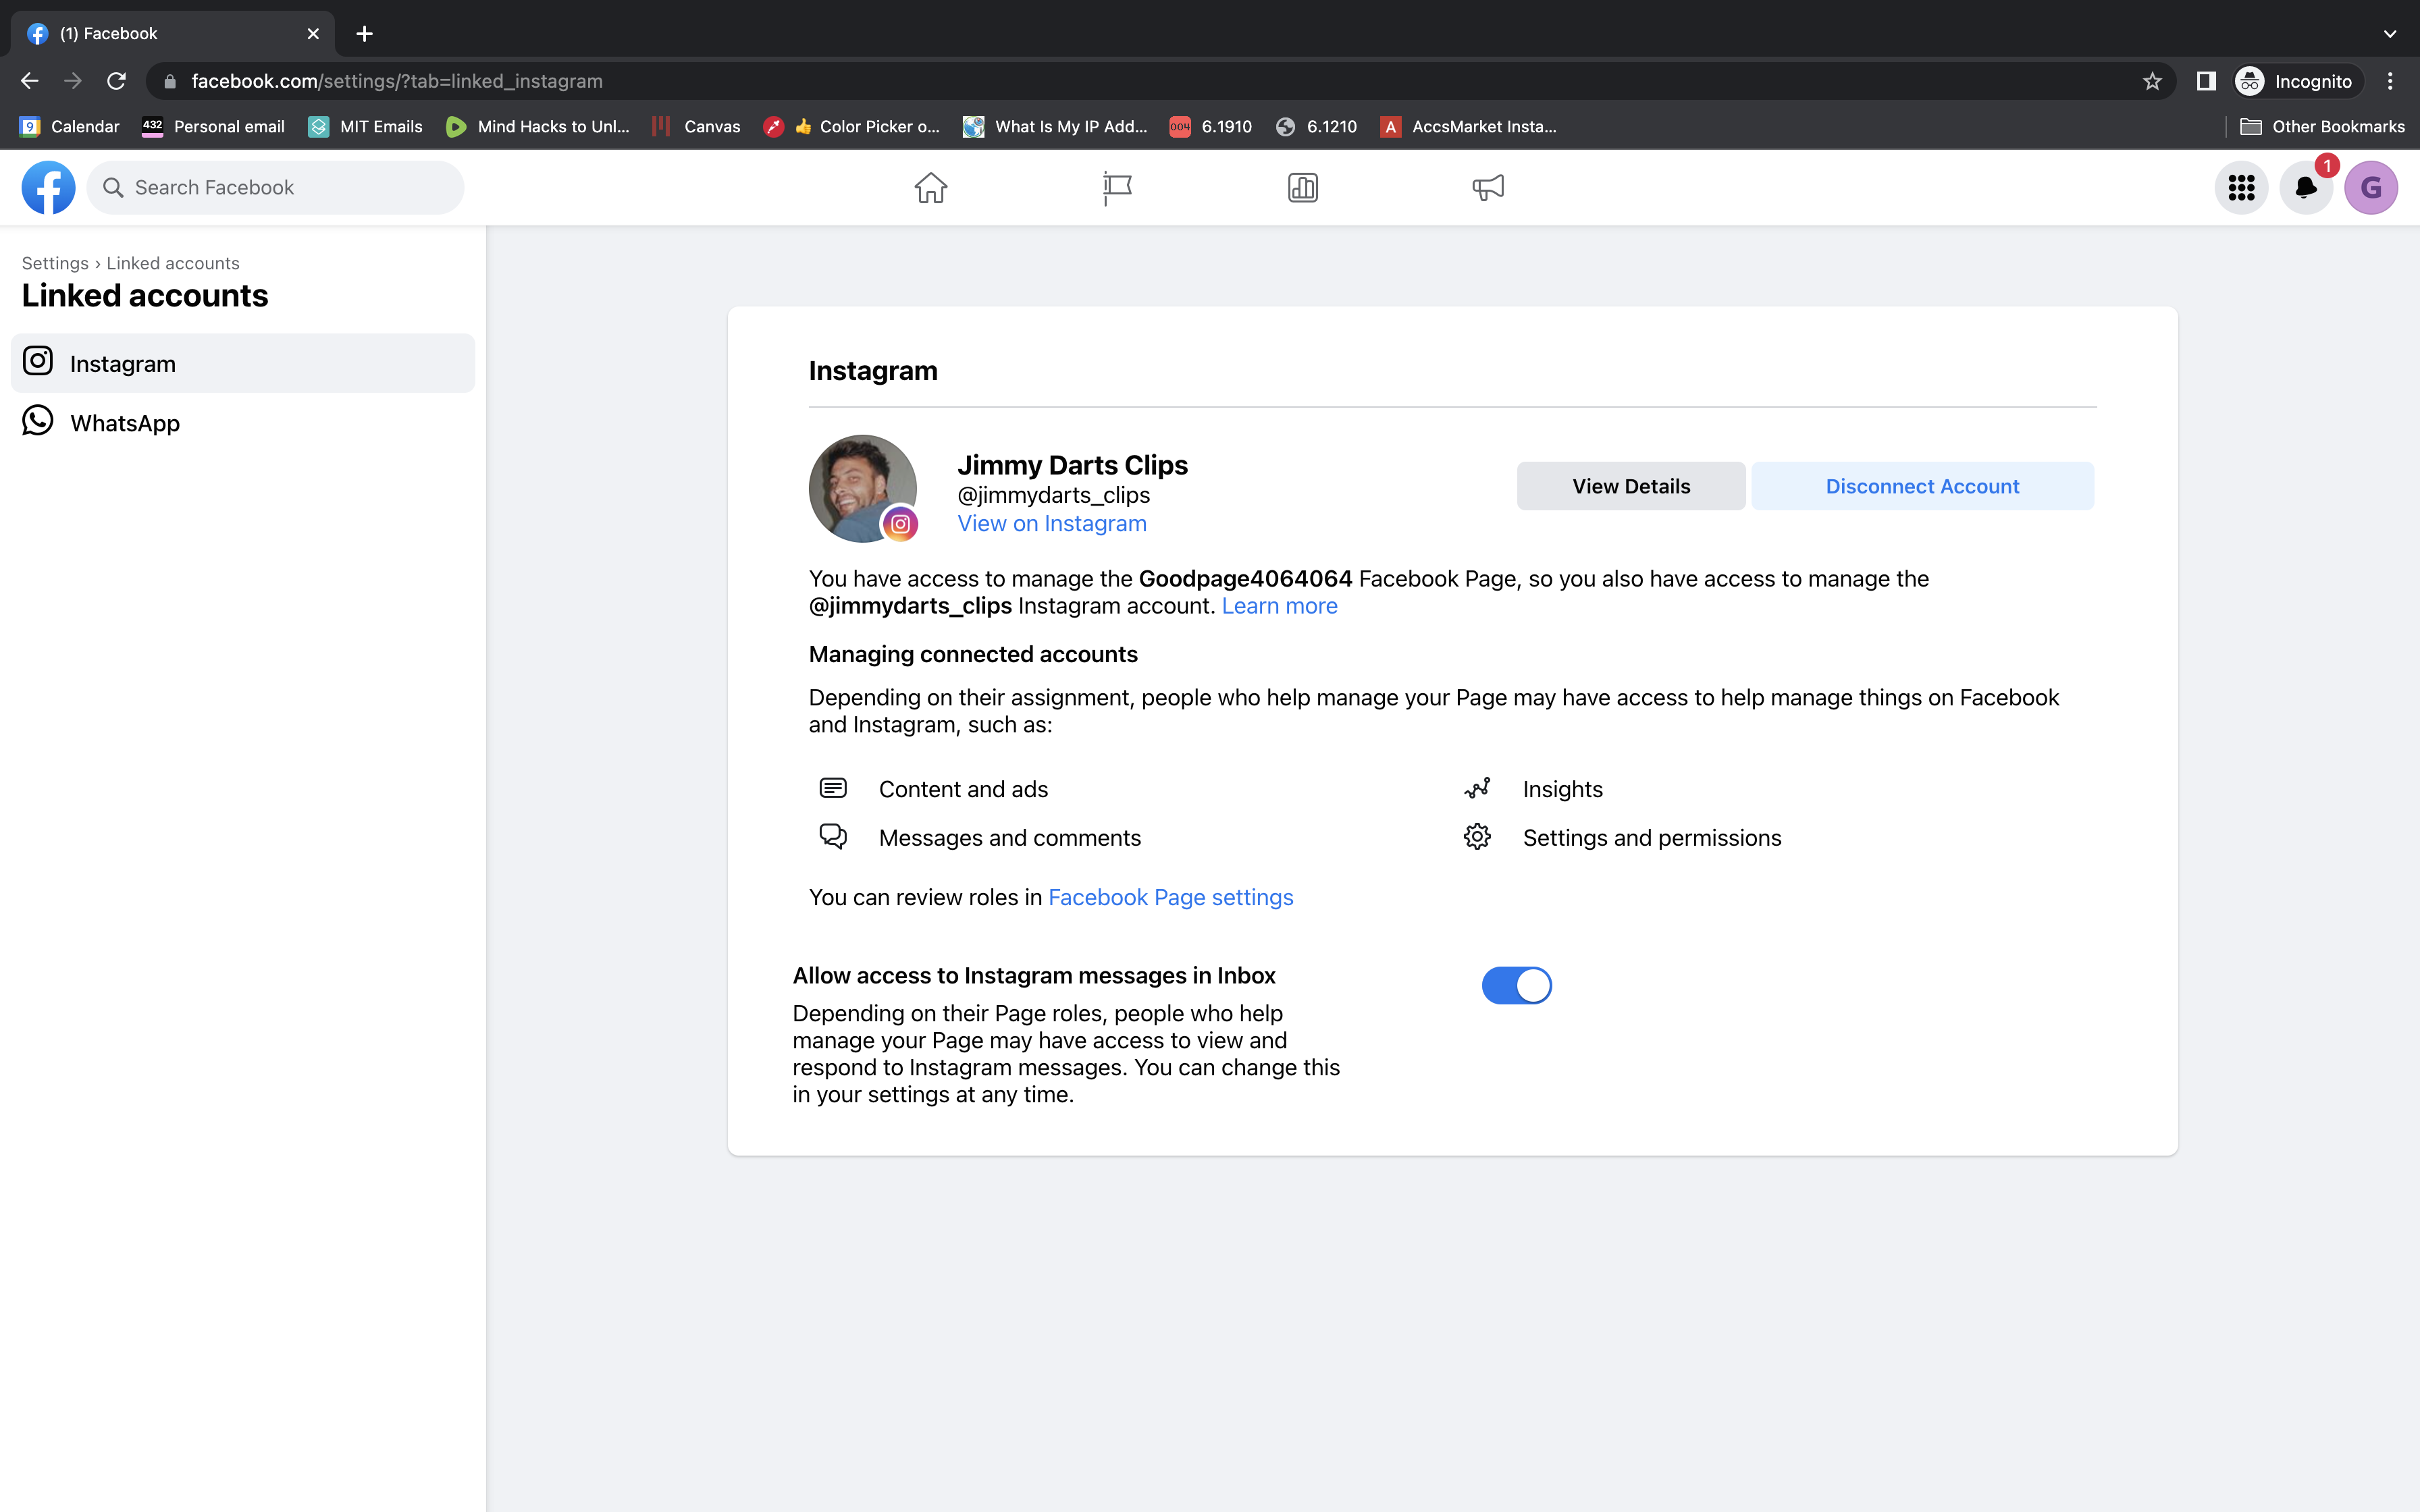 (1) Facebook
facebook.com/settings/?tab=linked_instagram
Incognito
9 Calendar
432 Personal email
MIT Emails
Mind Hacks to Unl...
Canvas
👍 Color Picker o...
What Is My IP Add...
004 6.1910
6.1210
A AccsMarket Insta...
Other Bookmarks
Search Facebook
1
G
Settings › Linked accounts
Linked accounts
Instagram
WhatsApp
Instagram
Jimmy Darts Clips
@jimmydarts_clips
View on Instagram
View Details
Disconnect Account
You have access to manage the Goodpage4064064 Facebook Page, so you also have access to manage the
@jimmydarts_clips Instagram account. Learn more
Managing connected accounts
Depending on their assignment, people who help manage your Page may have access to help manage things on Facebook
and Instagram, such as:
Content and ads
Insights
Messages and comments
Settings and permissions
You can review roles in Facebook Page settings
Allow access to Instagram messages in Inbox
Depending on their Page roles, people who help
manage your Page may have access to view and
respond to Instagram messages. You can change this
in your settings at any time.